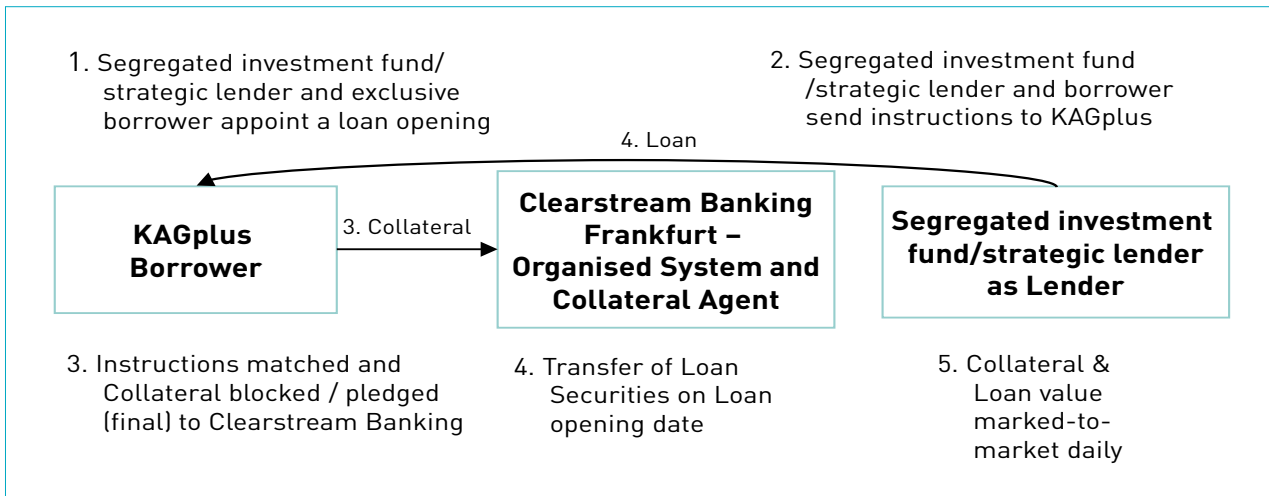 1. Segregated investment fund/
strategic lender and exclusive
borrower appoint a loan opening
2. Segregated investment fund
/strategic lender and borrower
send instructions to KAGplus
4. Loan
KAGplus
Borrower
3. Collateral
Clearstream Banking
Frankfurt –
Organised System and
Collateral Agent
Segregated investment
fund/strategic lender
as Lender
3. Instructions matched and
Collateral blocked / pledged
(final) to Clearstream Banking
4. Transfer of Loan
Securities on Loan
opening date
5. Collateral &
Loan value
marked-to-
market daily